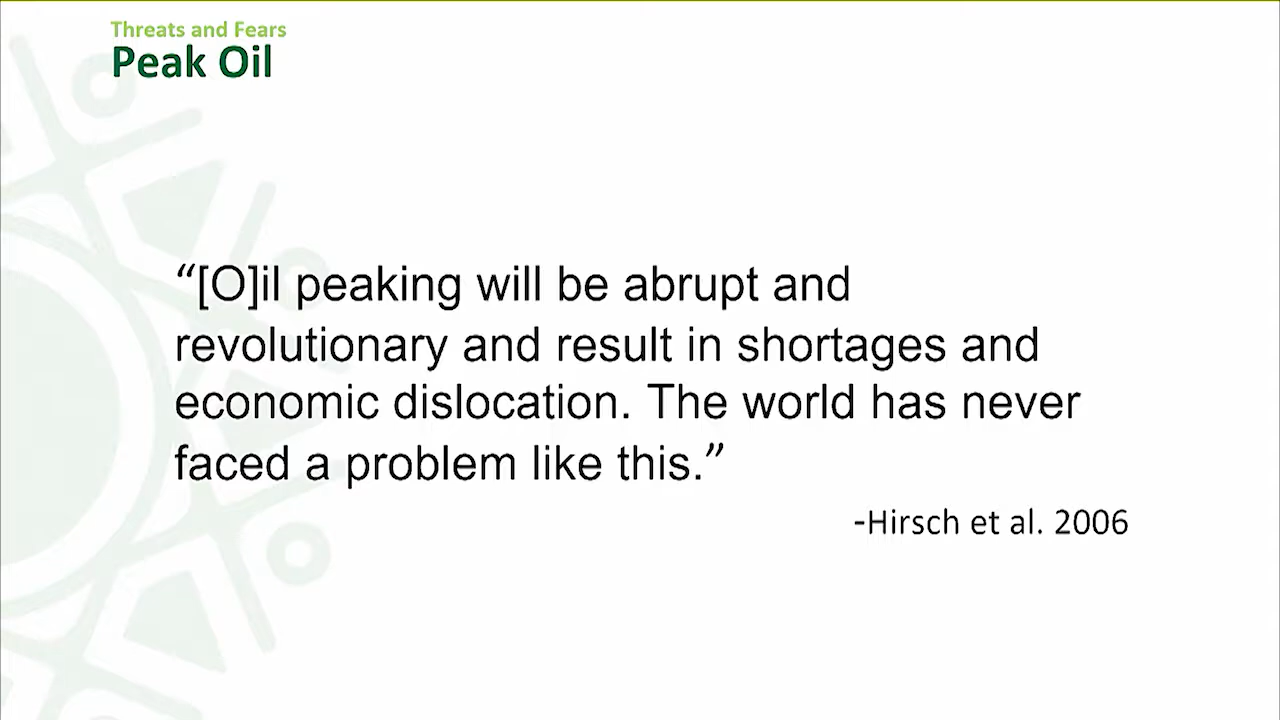 Threats and Fears
Peak Oil
“[O]il peaking will be abrupt and
revolutionary and result in shortages and
economic dislocation. The world has never
faced a problem like this.”
-Hirsch et al. 2006